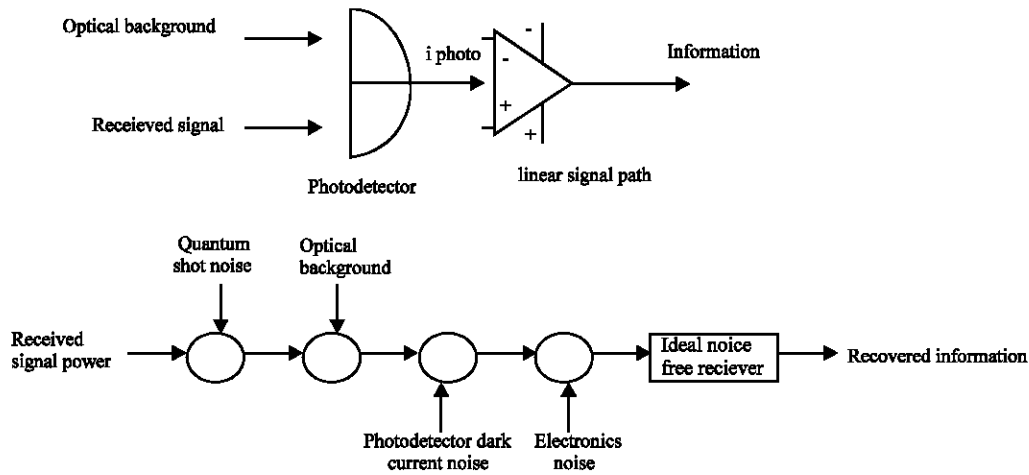 Optical background
i photo
Information
-
-
+
+
Receieved signal
linear signal path
Photodetector
Quantum
shot noise
Optical
background
Received
signal power
Ideal noice
free reciever
Recovered information
Photodetector dark
current noise
Electronics
noise